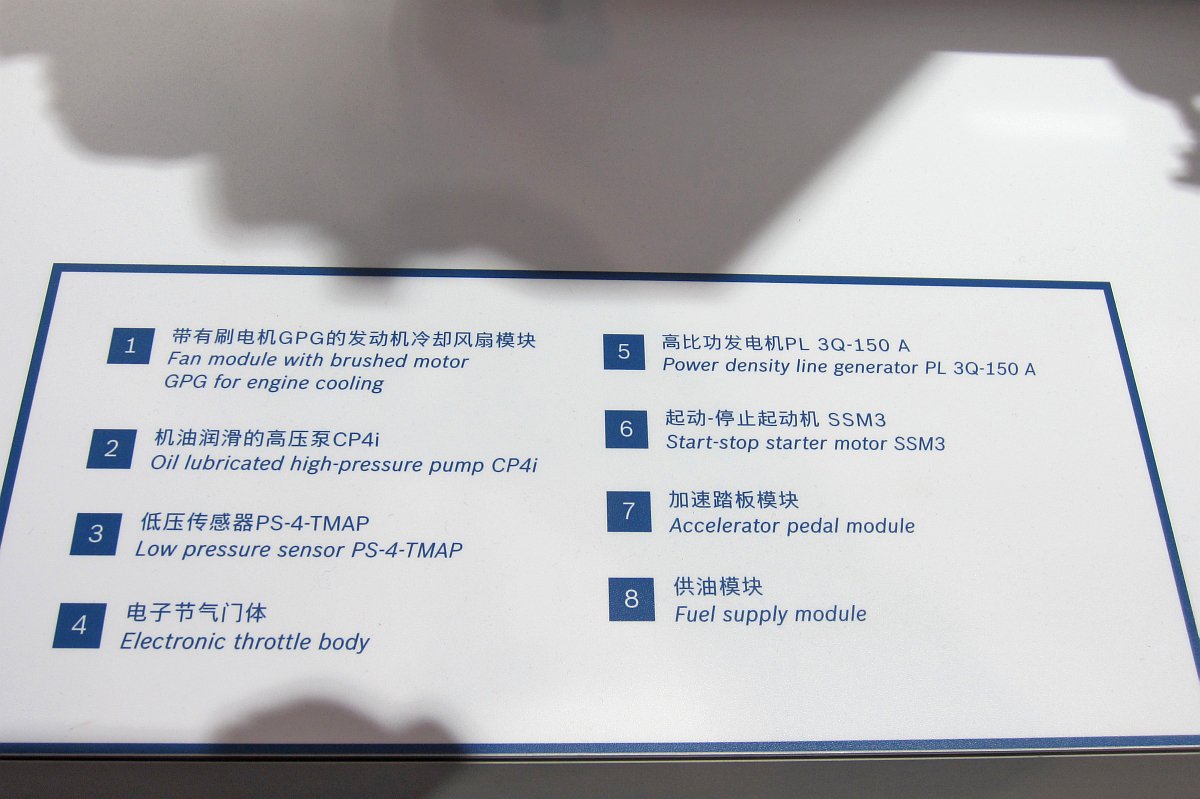 1
带有刷电机GPG的发动机冷却风扇模块
Fan module with brushed motor
GPG for engine cooling
2
机油润滑的高压泵CP4i
Oil lubricated high-pressure pump CP4i
3
低压传感器PS-4-TMAP
Low pressure sensor PS-4-TMAP
4
电子节气门体
Electronic throttle body
5
高比功发电机PL 3Q-150 A
Power density line generator PL 3Q-150 A
6
起动-停止起动机 SSM3
Start-stop starter motor SSM3
7
加速踏板模块
Accelerator pedal module
8
供油模块
Fuel supply module